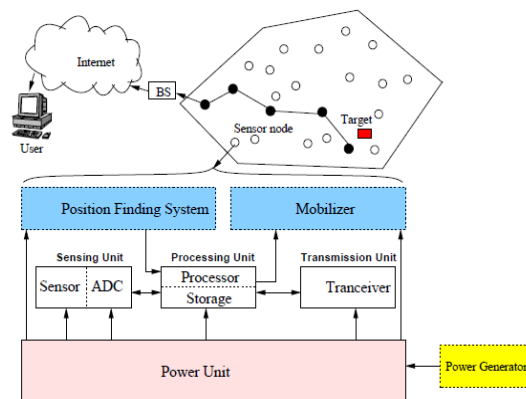 Internet
BS
User
Sensor node
Target
Position Finding System
Mobilizer
Sensing Unit
Processing Unit
Transmission Unit
Sensor
ADC
Processor
Storage
Tranceiver
Power Unit
Power Generator